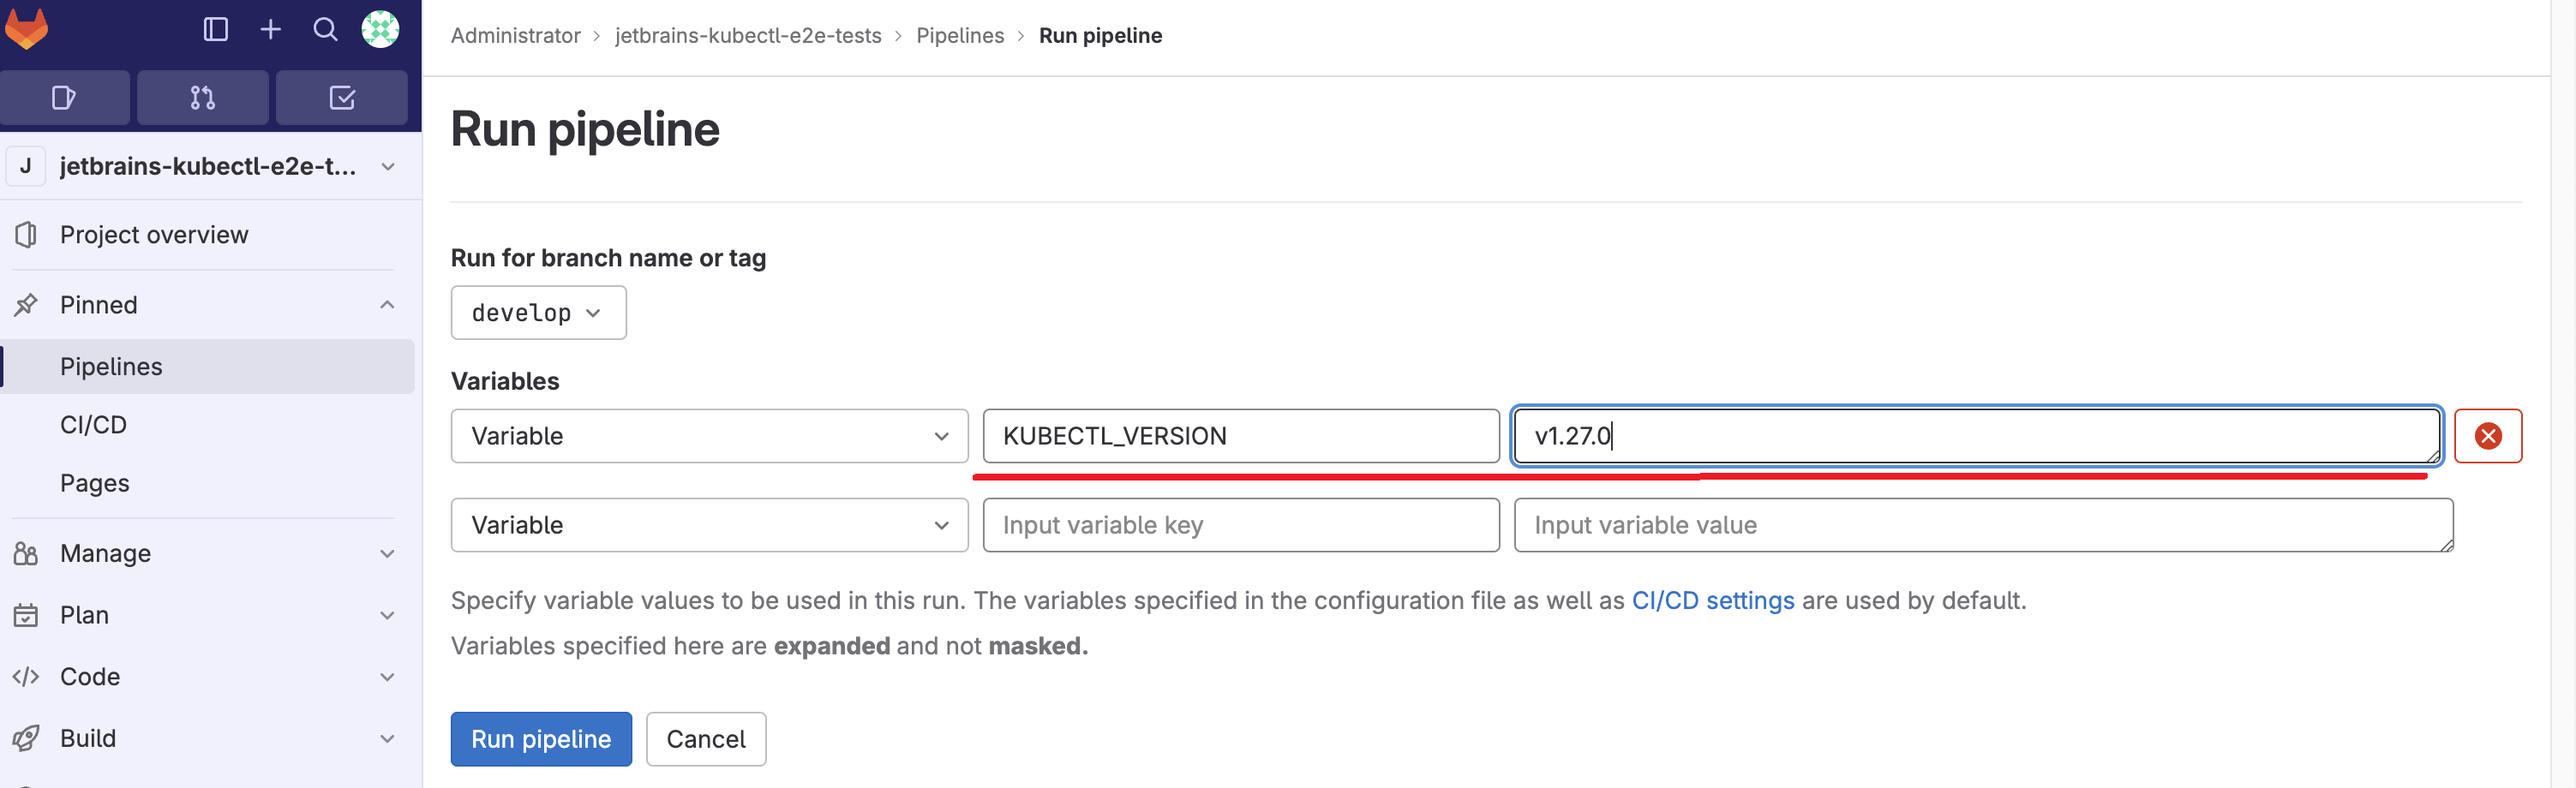 Administrator > jetbrains-kubectl-e2e-tests > Pipelines > Run pipeline
J jetbrains-kubectl-e2e-t...
Project overview
Pinned
Pipelines
CI/CD
Pages
Manage
Plan
Code
Build
Run pipeline
Run for branch name or tag
develop
Variables
Variable KUBECTL_VERSION v1.27.0
Variable Input variable key Input variable value
Specify variable values to be used in this run. The variables specified in the configuration file as well as CI/CD settings are used by default.
Variables specified here are expanded and not masked.
Run pipeline Cancel